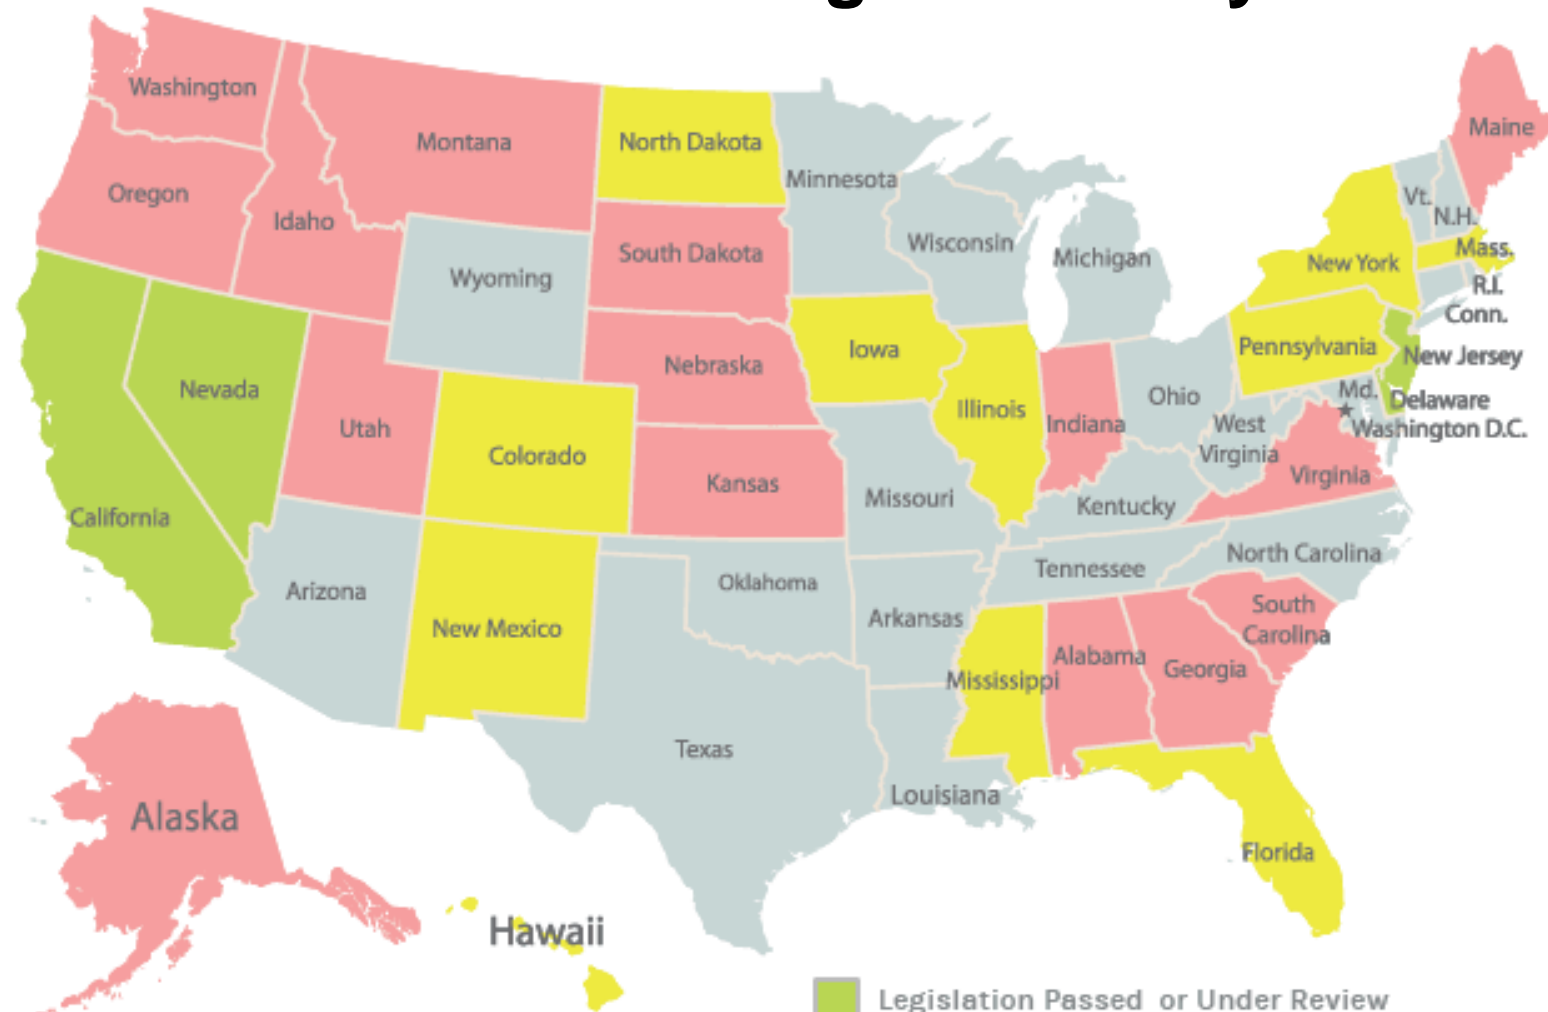 Washington
Montana
North Dakota
Minnesota
Maine
Oregon
Idaho
Vt.
N.H.
Wyoming
South Dakota
Wisconsin
Michigan
New York
Mass.
R.I.
Conn.
Nevada
Utah
Nebraska
Iowa
Illinois
Indiana
Ohio
Pennsylvania
New Jersey
Md.
Delaware
Washington D.C.
West
Virginia
Virginia
Colorado
Kansas
Missouri
Kentucky
California
Arizona
New Mexico
Oklahoma
Arkansas
Tennessee
North Carolina
South
Carolina
Mississippi
Alabama
Georgia
Texas
Louisiana
Florida
Alaska
Hawaii
Legislation Passed or Under Review